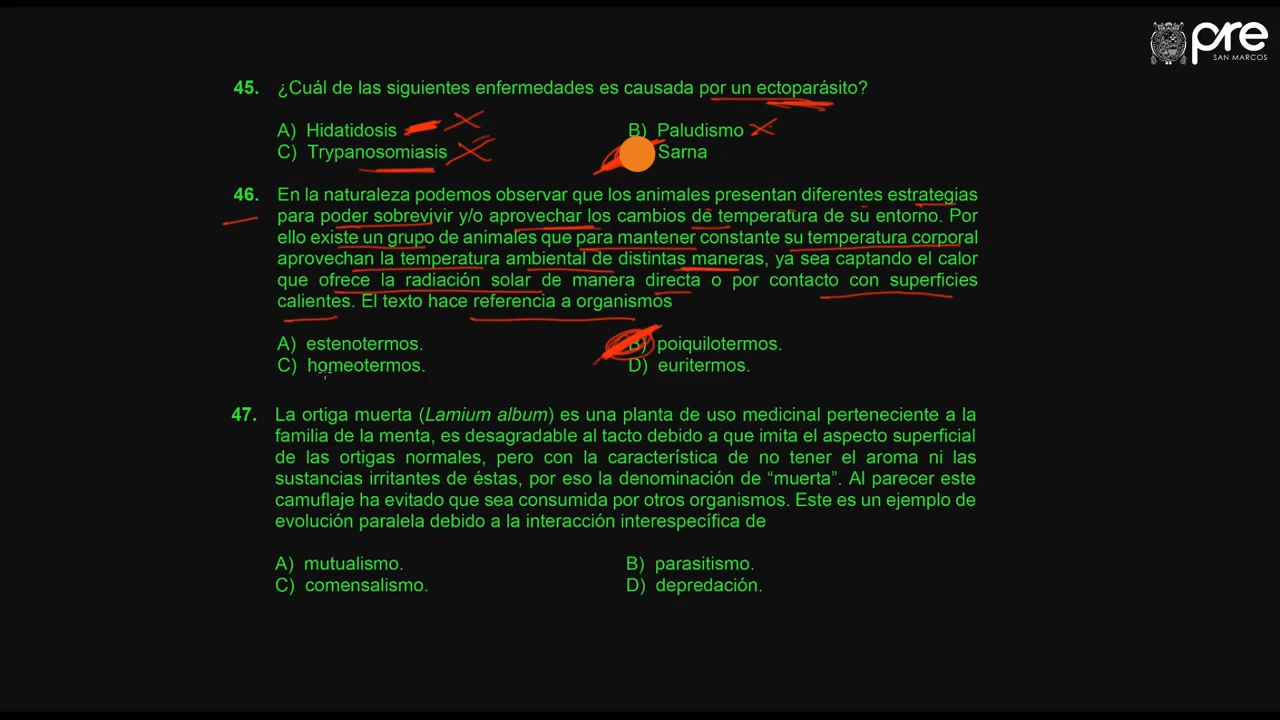 pre
SAN MARCOS
45. ¿Cuál de las siguientes enfermedades es causada por un ectoparásito?
A) Hidatidosis B) Paludismo
C) Trypanosomiasis Sarna
46. En la naturaleza podemos observar que los animales presentan diferentes estrategias
para poder sobrevivir y/o aprovechar los cambios de temperatura de su entorno. Por
ello existe un grupo de animales que para mantener constante su temperatura corporal
aprovechan la temperatura ambiental de distintas maneras, ya sea captando el calor
que ofrece la radiación solar de manera directa o por contacto con superficies
calientes. El texto hace referencia a organismos
A) estenotermos. B) poiquilotermos.
C) homeotermos. D) euritermos.
47. La ortiga muerta (Lamium album) es una planta de uso medicinal perteneciente a la
familia de la menta, es desagradable al tacto debido a que imita el aspecto superficial
de las ortigas normales, pero con la característica de no tener el aroma ni las
sustancias irritantes de éstas, por eso la denominación de “muerta”. Al parecer este
camuflaje ha evitado que sea consumida por otros organismos. Este es un ejemplo de
evolución paralela debido a la interacción interespecífica de
A) mutualismo. B) parasitismo.
C) comensalismo. D) depredación.